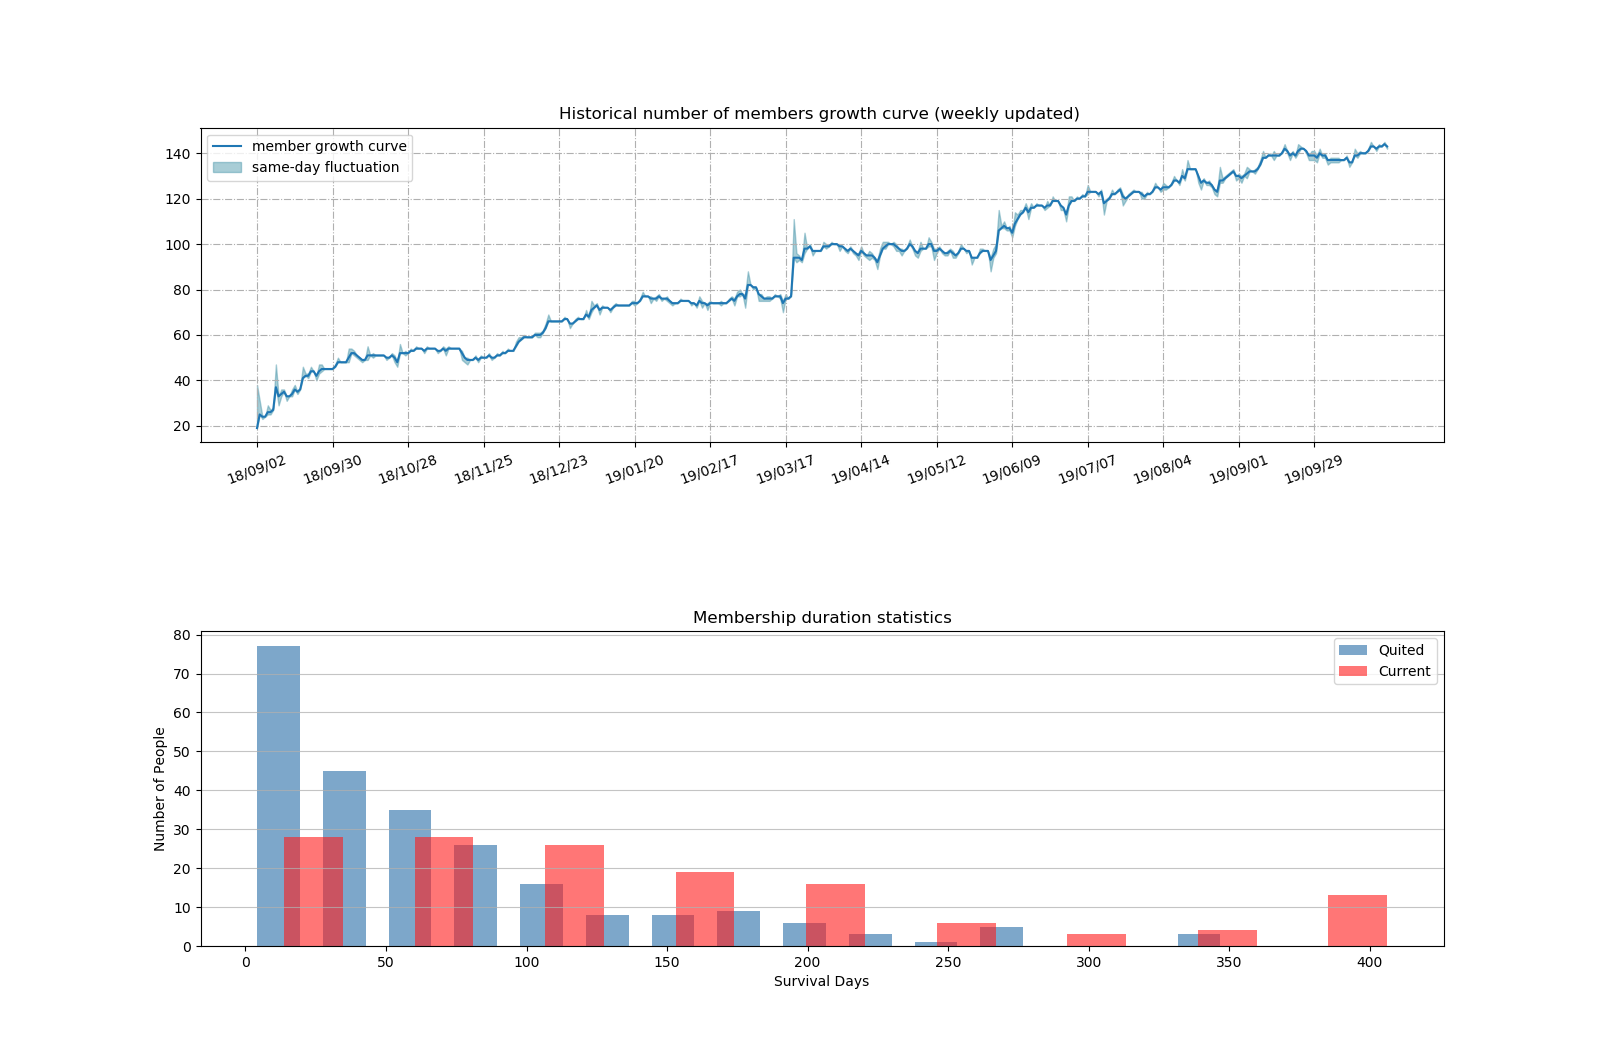 Historical number of members growth curve (weekly updated)
member growth curve
same-day fluctuation
140
120
100
80
60
40
20
18/09/02 18/09/30 18/10/28 18/11/25 18/12/23 19/01/20 19/02/17 19/03/17 19/04/14 19/05/12 19/06/09 19/07/07 19/08/04 19/09/01 19/09/29
Membership duration statistics
Quited
Current
Number of People
80
70
60
50
40
30
20
10
0
0 50 100 150 200 250 300 350 400
Survival Days